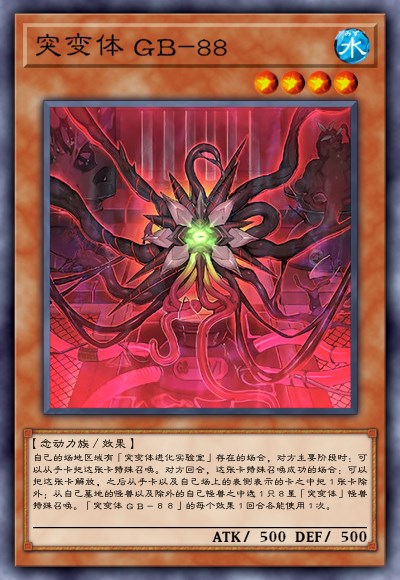 突变体 GB-88
水
【念动力族/效果】
自己的场地区域有「突变体进化实验室」存在的场合，对方主要阶段时；可
以从手卡把这张卡特殊召唤。对方回合，这张卡特殊召唤成功的场合；可以
把这张卡解放，之后从手卡以及自己场上的表侧表示的卡之中把1张卡除
外；从自己墓地的怪兽以及除外的自己怪兽之中选1只8星「突变体」怪兽
特殊召唤。「突变体 GB-88」的每个效果1回合各能使用1次。
ATK/ 500 DEF/ 500